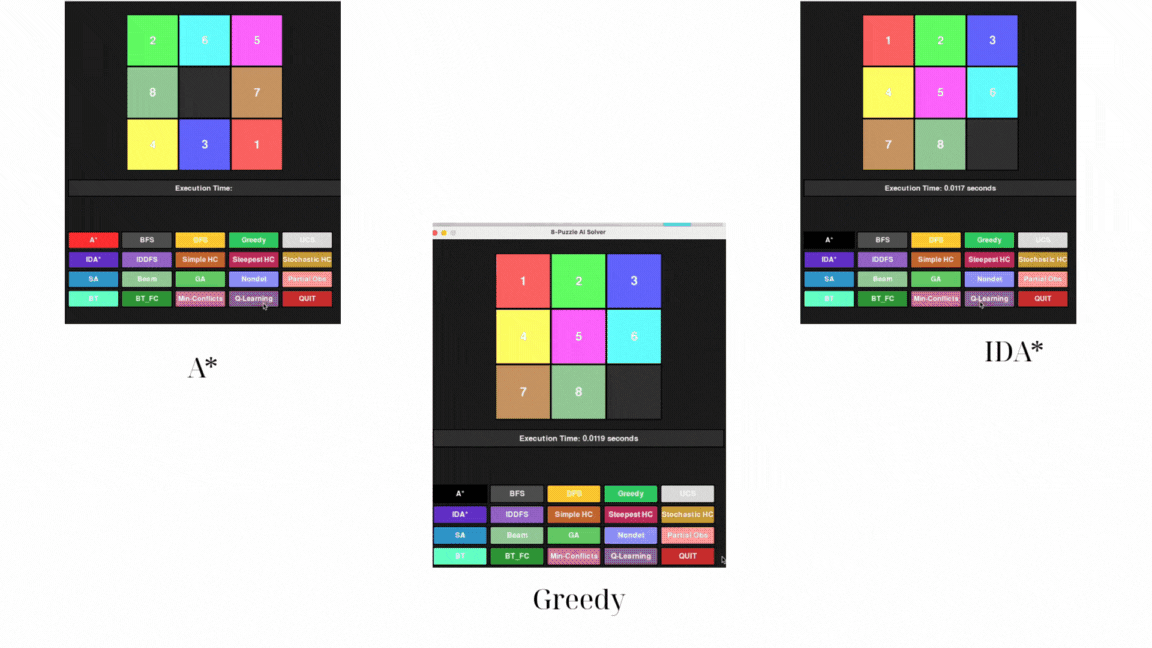 2 6 5
8 7
4 3 1
Execution Time:
A* BFS DFS Greedy UCS
IDA* IDDFS Simple HC Steepest HC Stochastic HC
SA Beam GA Nondet Partial Obs
BT BT_FC Min-Conflicts Q-Learning QUIT
A*
8-Puzzle AI Solver
1 2 3
4 5 6
7 8
Execution Time: 0.0119 seconds
A* BFS DFS Greedy UCS
IDA* IDDFS Simple HC Steepest HC Stochastic HC
SA Beam GA Nondet Partial Obs
BT BT_FC Min-Conflicts Q-Learning QUIT
Greedy
1 2 3
4 5 6
7 8
Execution Time: 0.0117 seconds
A* BFS DFS Greedy UCS
IDA* IDDFS Simple HC Steepest HC Stochastic HC
SA Beam GA Nondet Partial Obs
BT BT_FC Min-Conflicts Q-Learning QUIT
IDA*